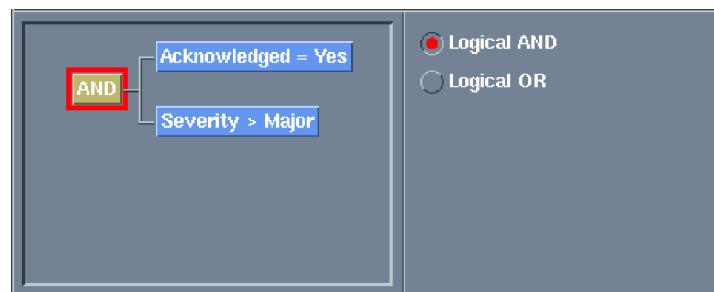 Acknowledged = Yes
AND
Severity > Major
Logical AND
Logical OR